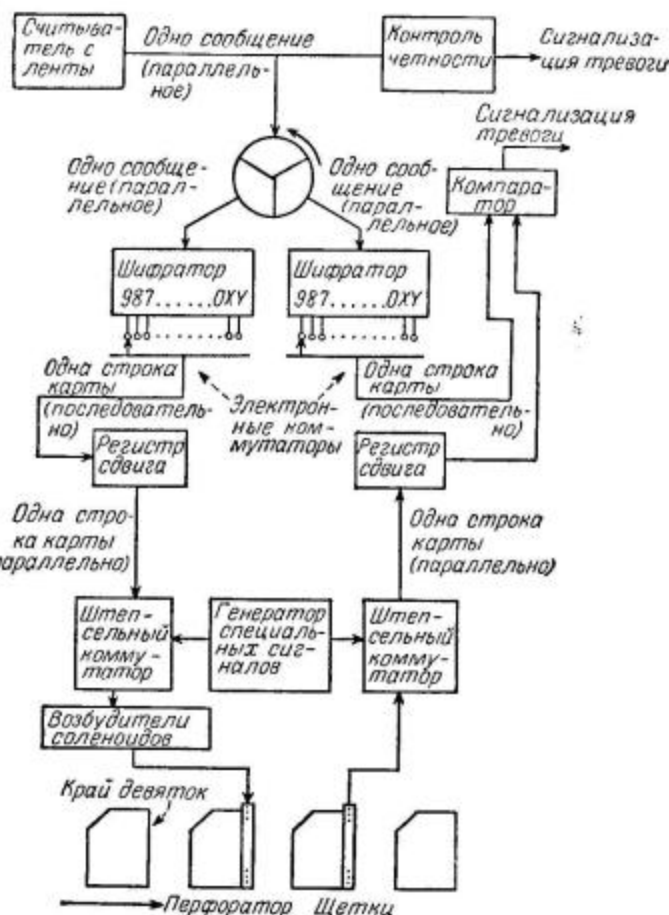 Считыва-
тель с
ленты
Одно сообщение
(параллель-
ное)
Контроль
четности
Сигнализа-
ция тревоги
Сигнализация
тревоги
Одно сообще-
ние (парал-
лельное)
Одно сооб-
щение
(парал-
лельное)
Компара-
тор
Шифратор
987......0XY
Шифратор
987......0XY
Одна строка
карты
(последователь-
но)
Электрон-
ные ком-
мутаторы
Одна строка
карты
(последователь-
но)
Регистр
сдвига
Регистр
сдвига
Одна стро-
ка карты
параллельно)
Одна строка
карты
(параллельно)
Штеп-
сельный
комму-
татор
Генератор
специаль-
ных сиг-
налов
Штеп-
сельный
комму-
татор
Возбудители
соленоидов
Край девяток
Перфоратор
Щетки